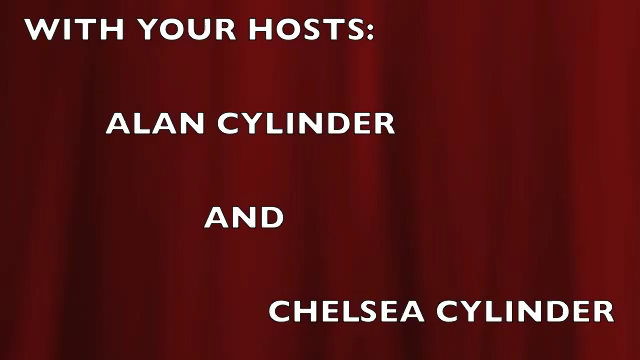 WITH YOUR HOSTS:
ALAN CYLINDER
AND
CHELSEA CYLINDER